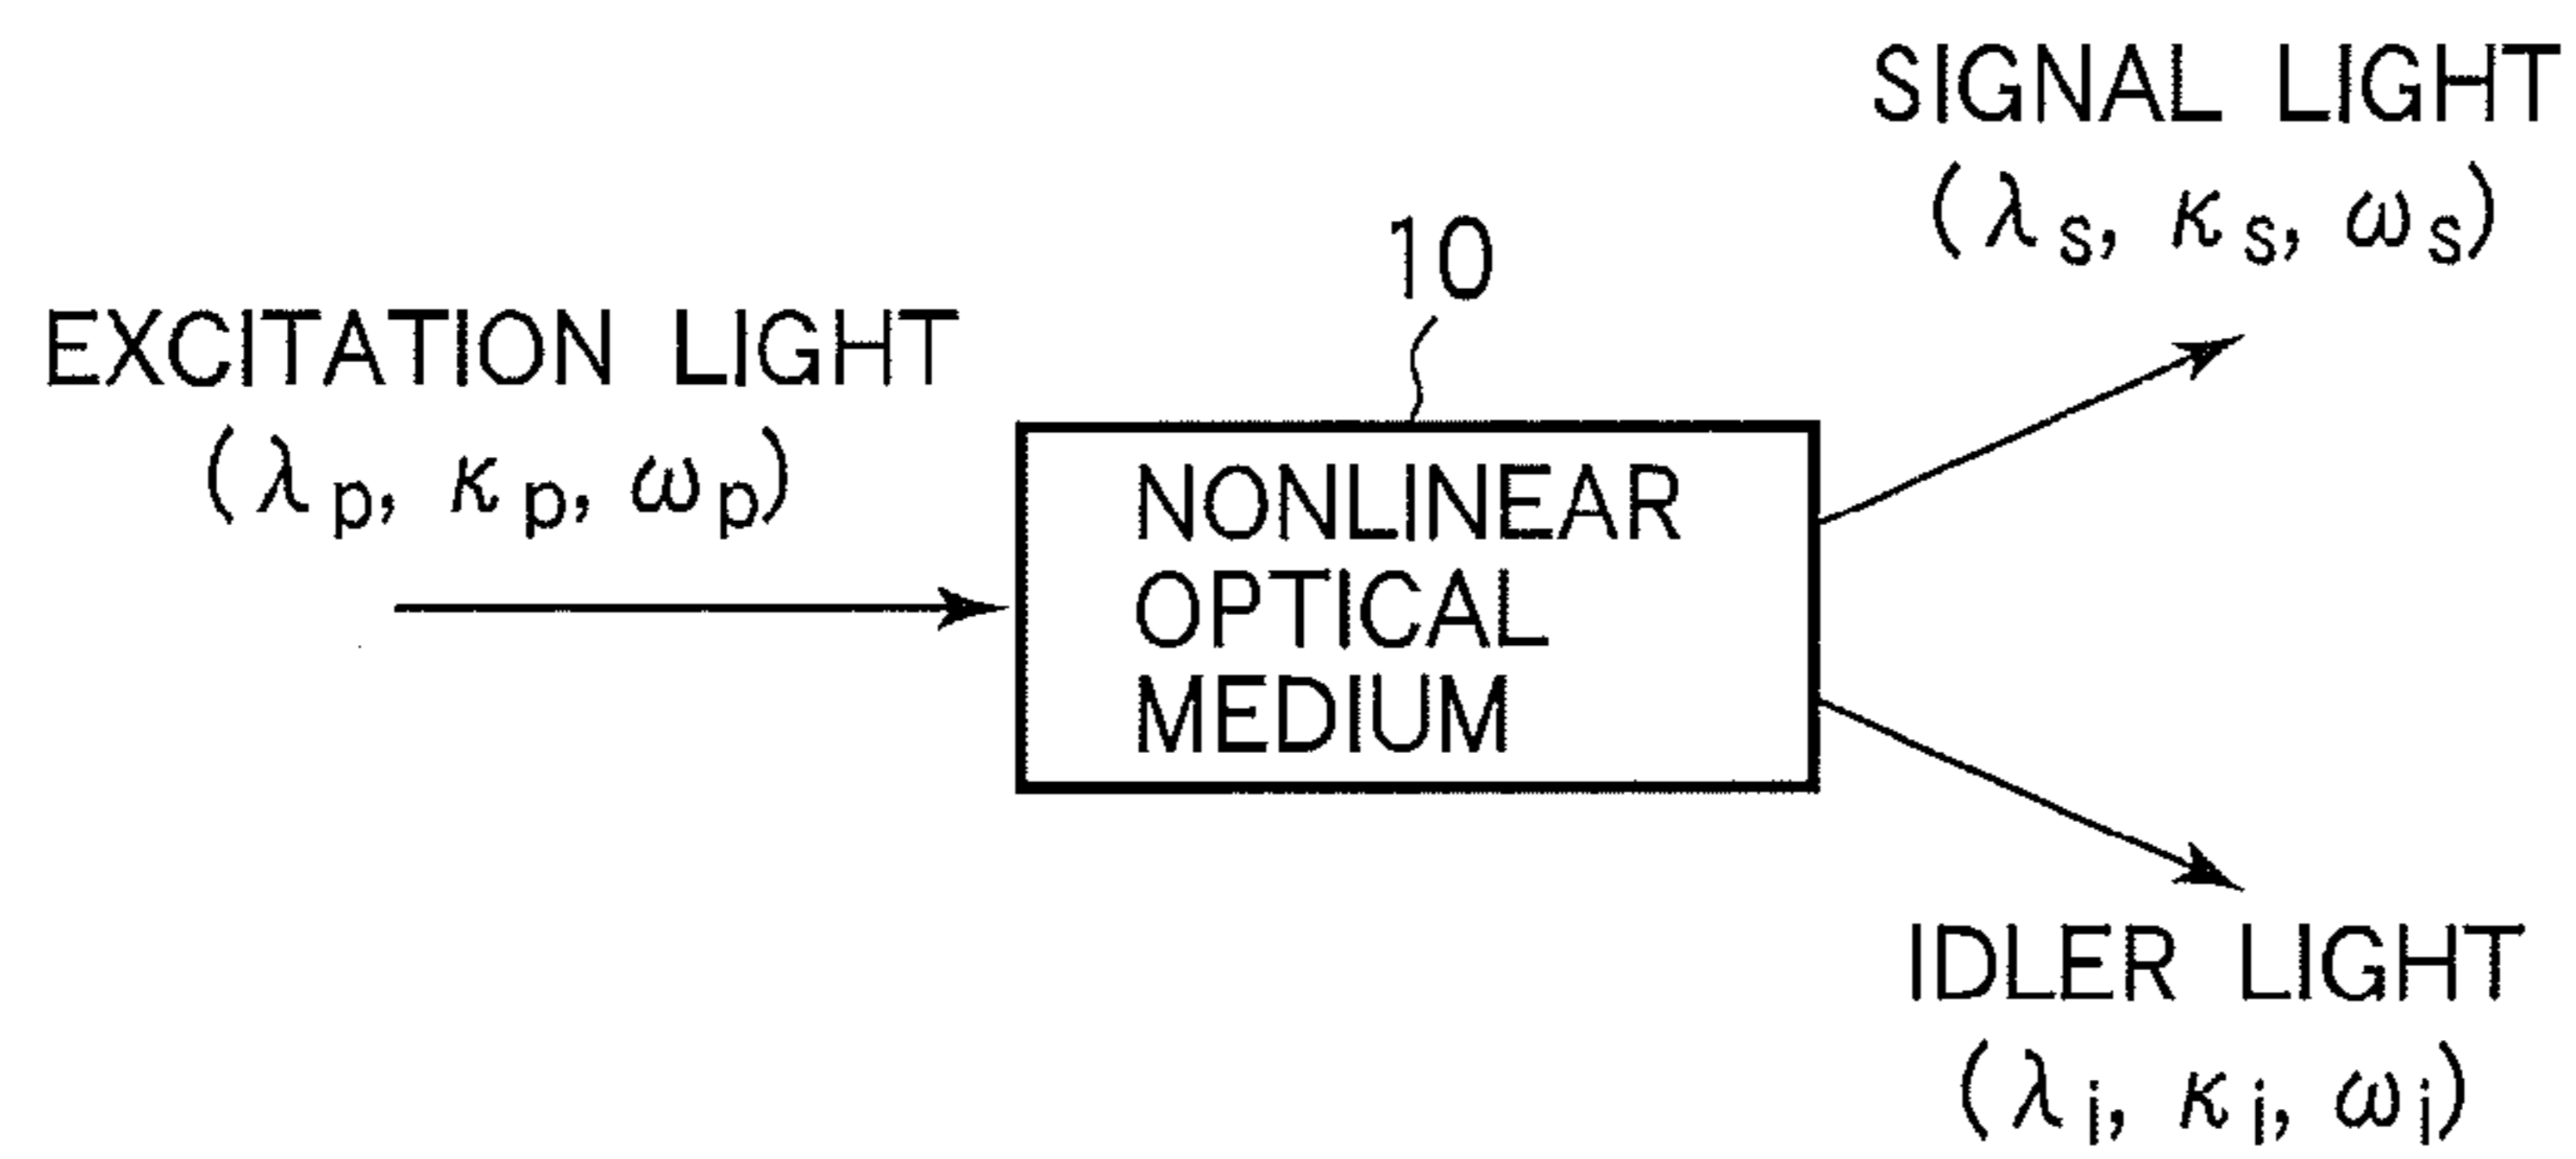 EXCITATION LIGHT
(λp, κp, ωp)
10
NONLINEAR
OPTICAL
MEDIUM
SIGNAL LIGHT
(λs, κs, ωs)
IDLER LIGHT
(λi, κi, ωi)